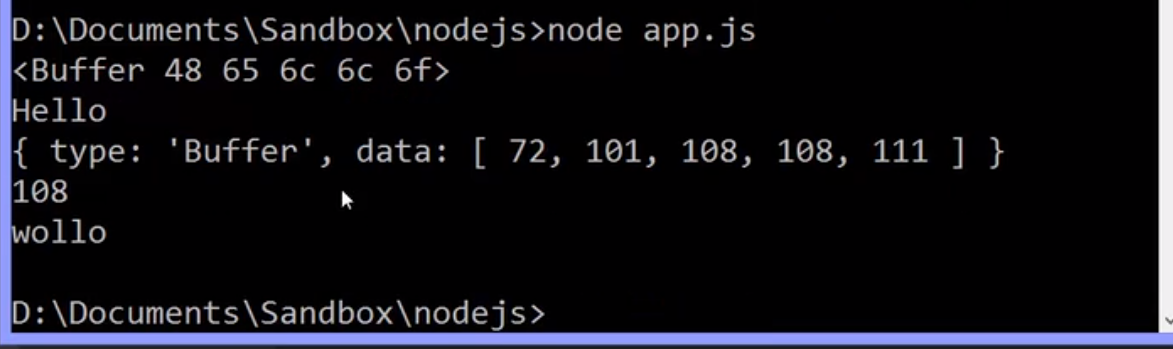 D:\Documents\Sandbox\nodejs>node app.js
<Buffer 48 65 6c 6c 6f>
Hello
{ type: 'Buffer', data: [ 72, 101, 108, 108, 111 ] }
108
wollo
D:\Documents\Sandbox\nodejs>